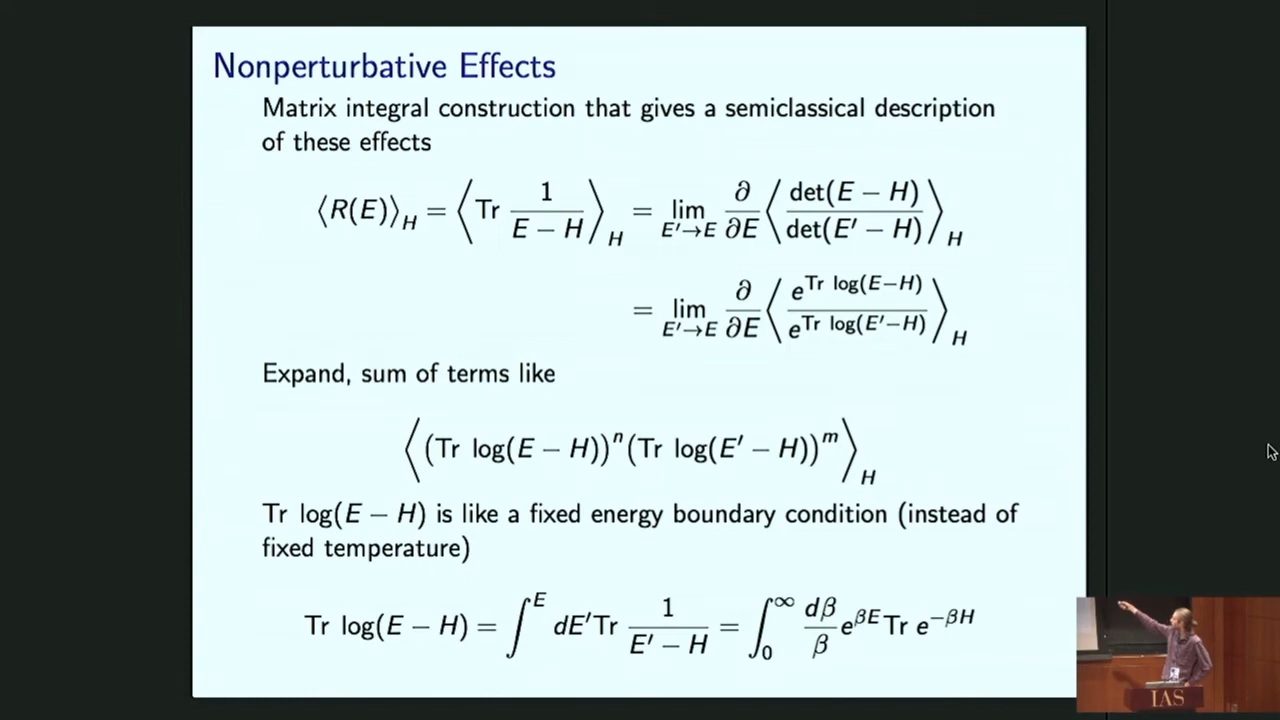 Nonperturbative Effects
Matrix integral construction that gives a semiclassical description
of these effects
⟨R(E)⟩_H = ⟨Tr 1/(E − H)⟩_H = lim_{E′→E} ∂/∂E ⟨det(E − H)/det(E′ − H)⟩_H
= lim_{E′→E} ∂/∂E ⟨e^{Tr log(E−H)}/e^{Tr log(E′−H)}⟩_H
Expand, sum of terms like
⟨(Tr log(E − H))^n (Tr log(E′ − H))^m⟩_H
Tr log(E − H) is like a fixed energy boundary condition (instead of
fixed temperature)
Tr log(E − H) = ∫^E dE′ Tr 1/(E′ − H) = ∫_0^∞ dβ/β e^{βE} Tr e^{−βH}
IAS